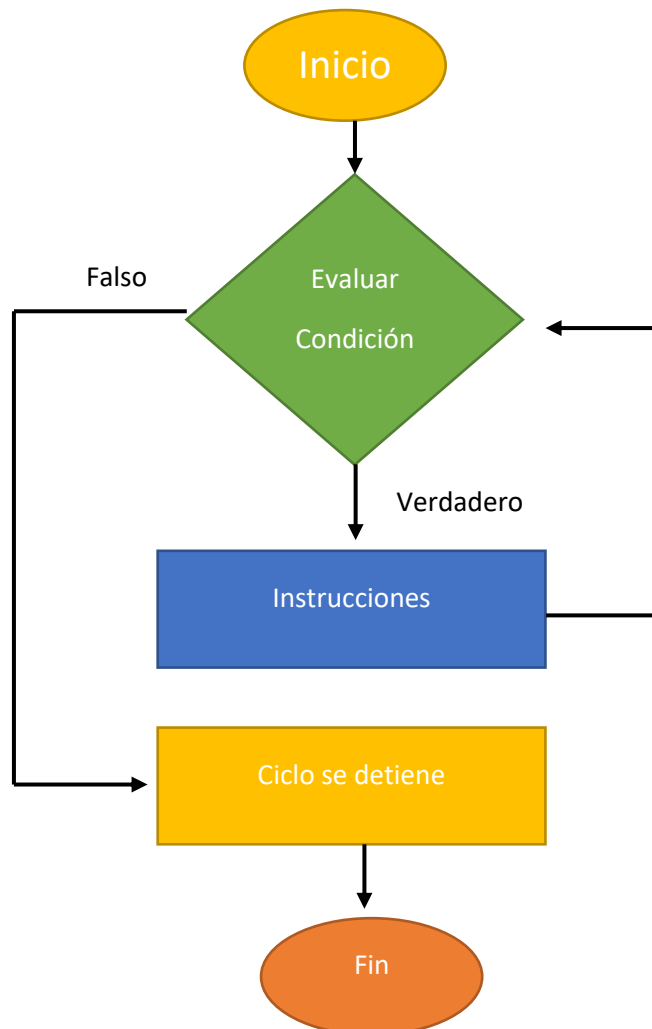 Inicio
Falso
Evaluar
Condición
Verdadero
Instrucciones
Ciclo se detiene
Fin